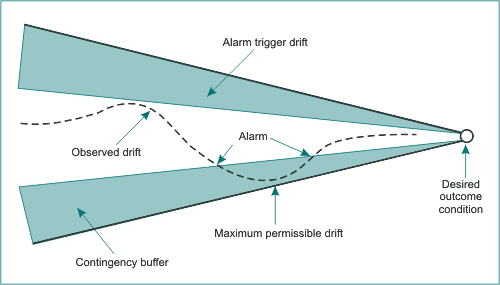 Alarm trigger drift
Observed drift
Alarm
Desired
outcome
condition
Maximum permissible drift
Contingency buffer